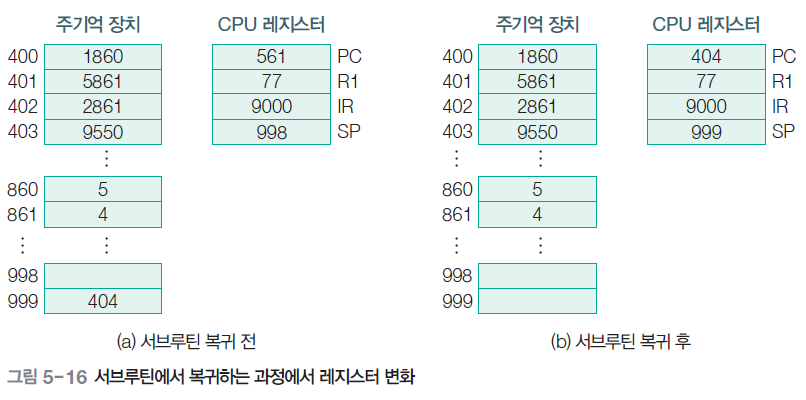 주기억 장치 CPU 레지스터 주기억 장치 CPU 레지스터
400 1860 561 PC 400 1860 404 PC
401 5861 77 R1 401 5861 77 R1
402 2861 9000 IR 402 2861 9000 IR
403 9550 998 SP 403 9550 999 SP
⋮ ⋮ ⋮
860 5 860 5
861 4 861 4
⋮ ⋮ ⋮ ⋮
998 998
999 404 999
(a) 서브루틴 복귀 전 (b) 서브루틴 복귀 후
그림 5-16 서브루틴에서 복귀하는 과정에서 레지스터 변화